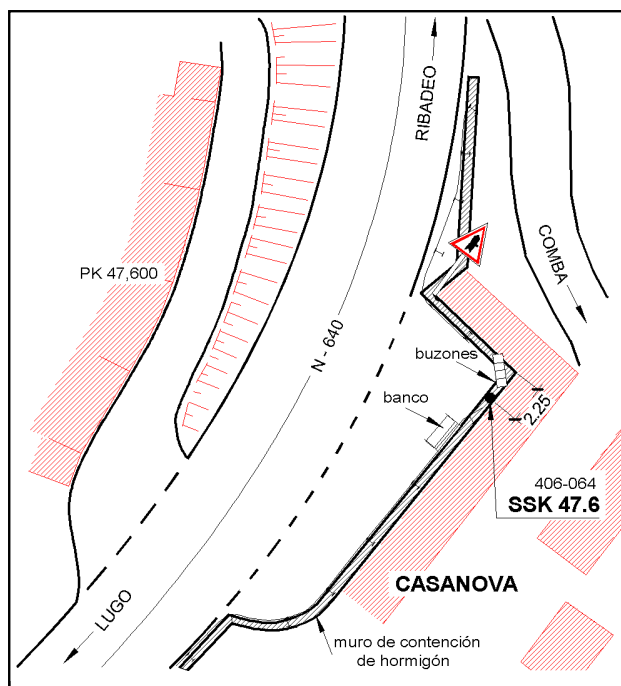 RIBADEO
COMBA
PK 47,600
N - 640
buzones
banco
2.25
406-064
SSK 47.6
CASANOVA
LUGO
muro de contención
de hormigón